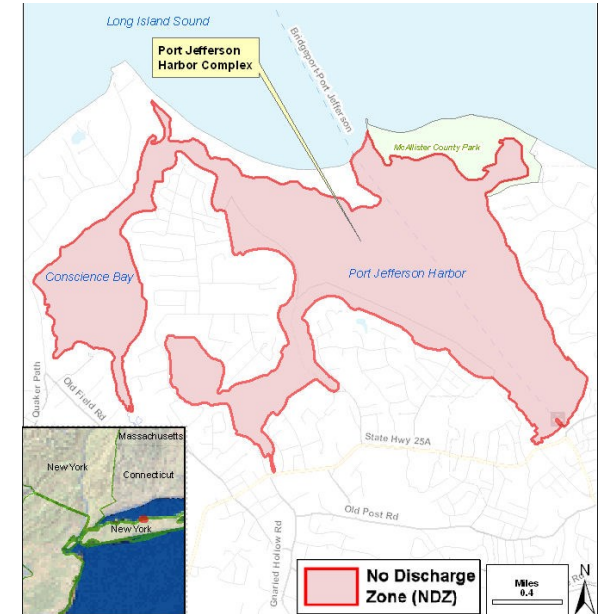 Long Island Sound
Port Jefferson
Harbor Complex
Bridgeport-Port Jefferson
McAllister County Park
Conscience Bay
Port Jefferson Harbor
Quaker Path
Old Field Rd
State Hwy 25A
Old Post Rd
Gnarled Hollow Rd
Rd
Massachusetts
New York
Connecticut
New York
No Discharge
Zone (NDZ)
Miles
0.4
N